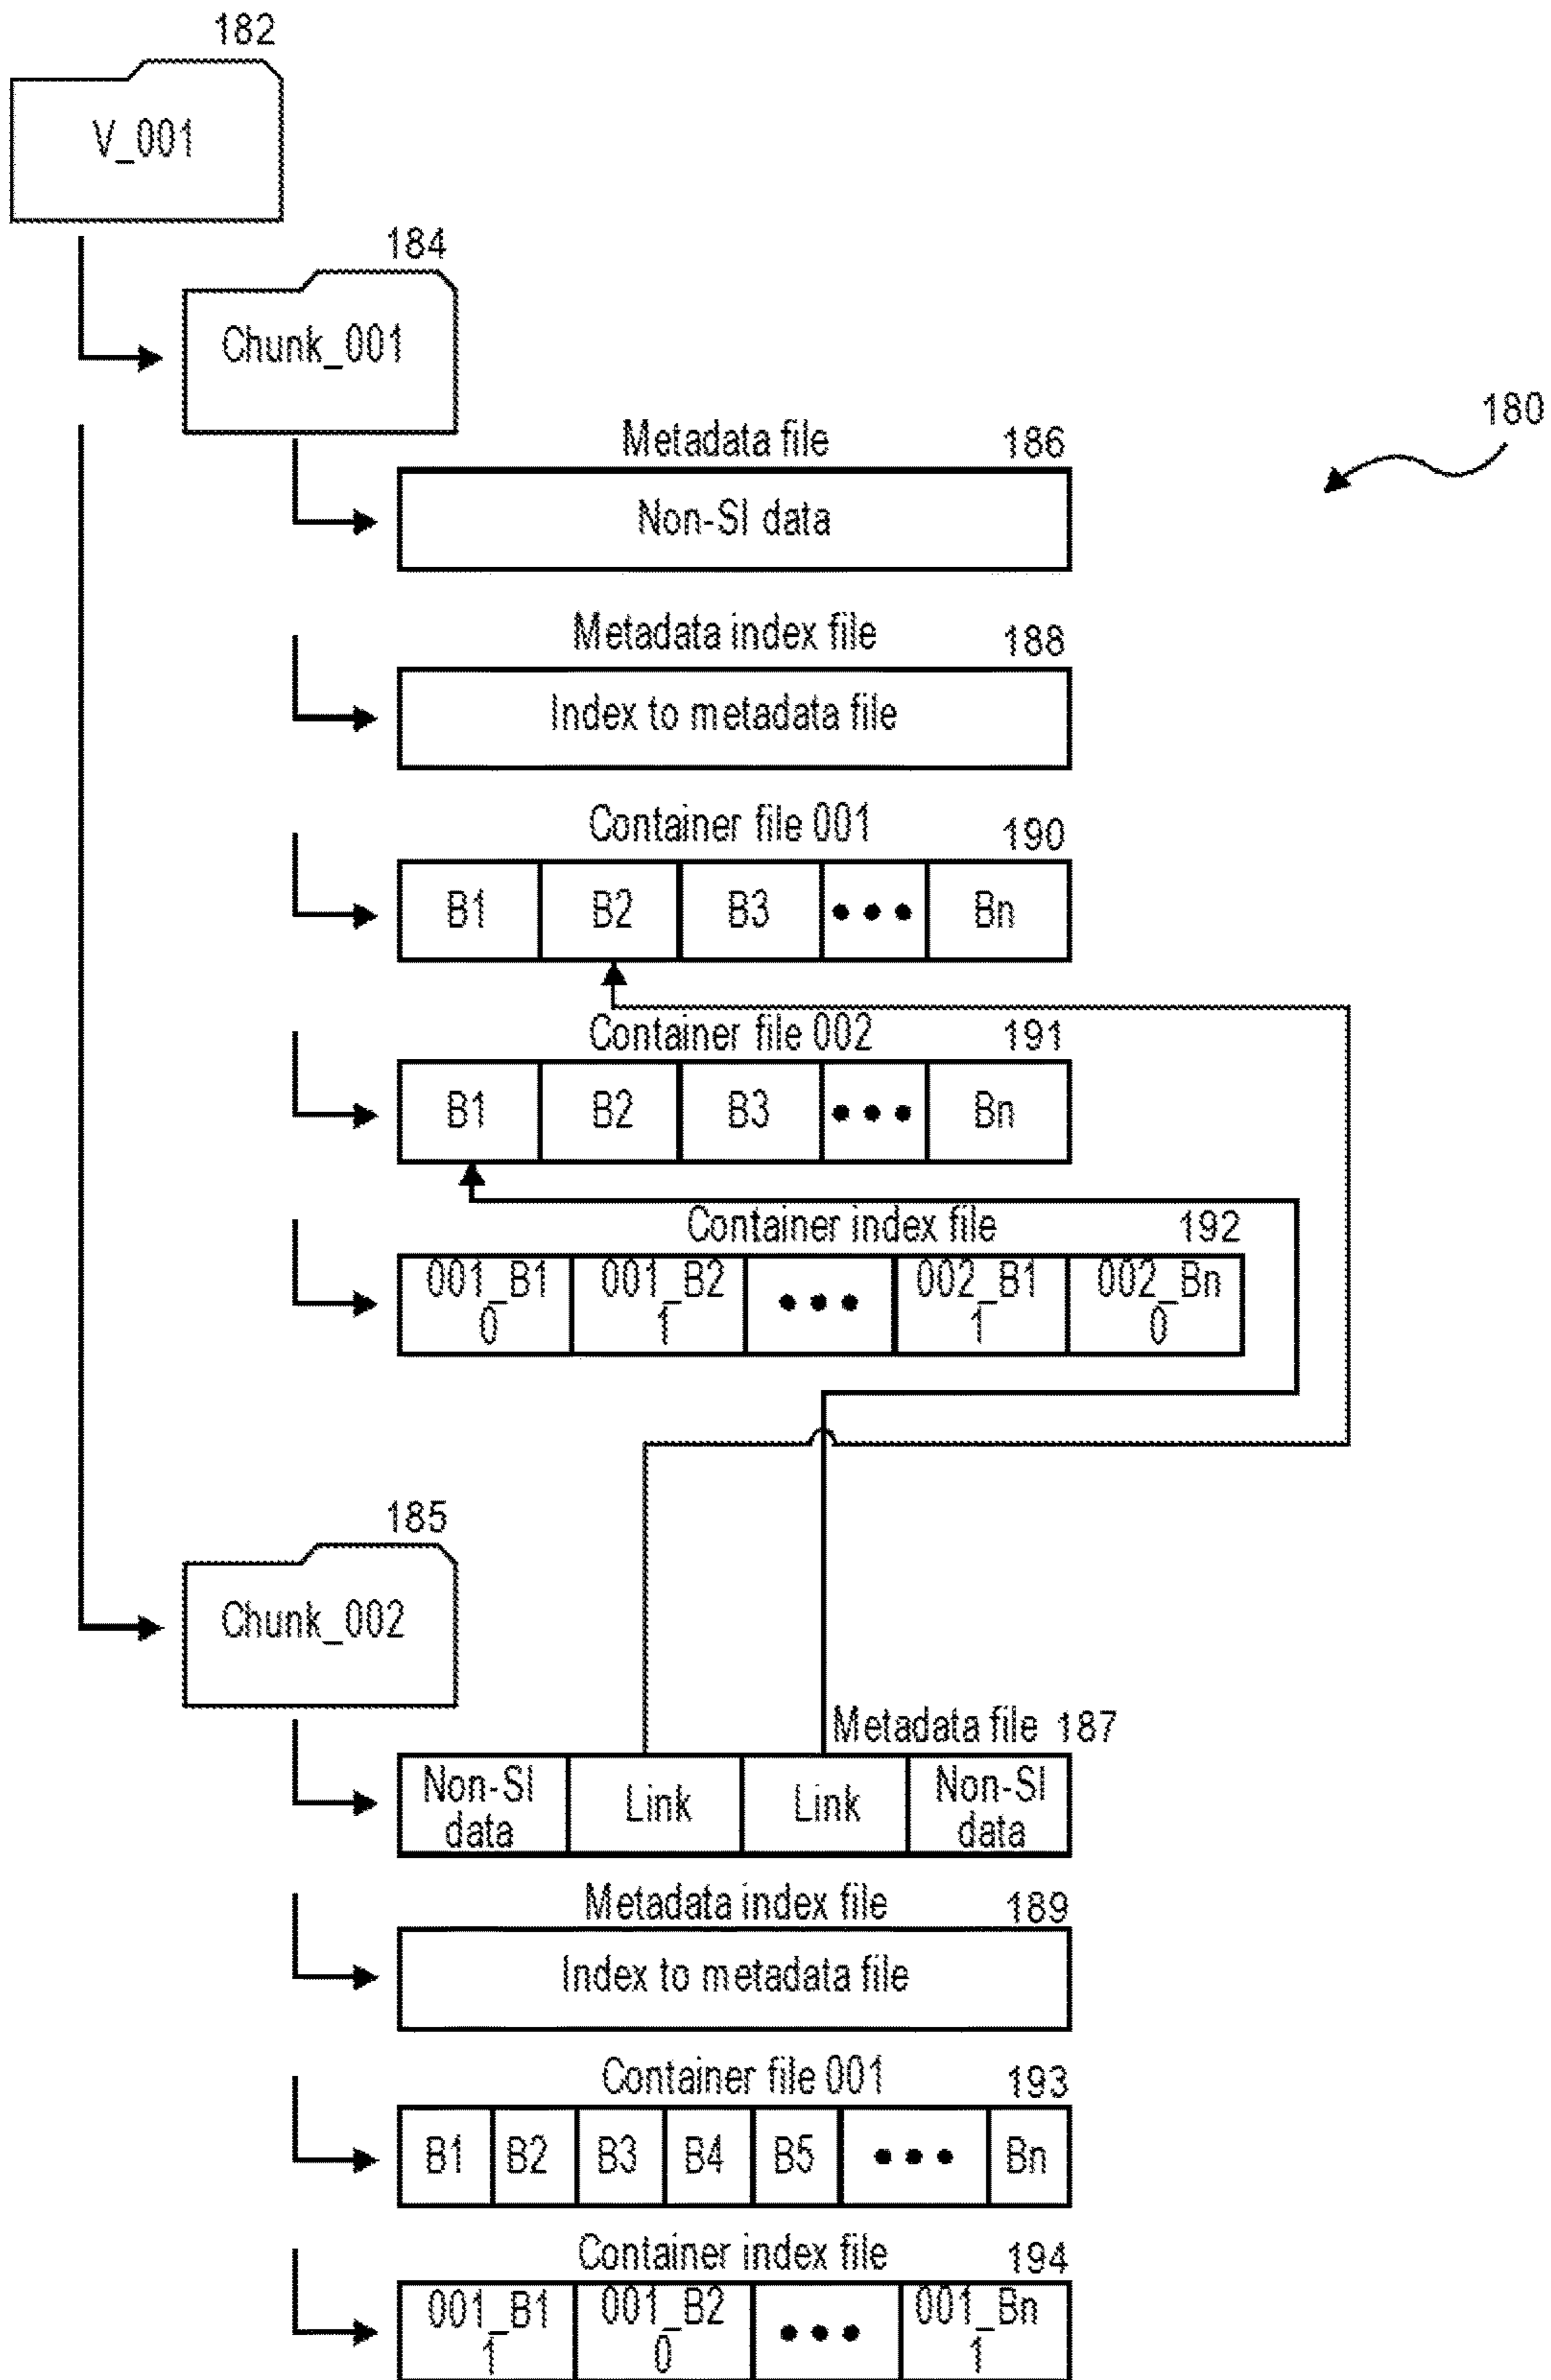 182
V_001
184
Chunk_001
180
Metadata file 186
Non-SI data
Metadata index file 188
Index to metadata file
Container file 001 190
B1 B2 B3 ••• Bn
Container file 002 191
B1 B2 B3 ••• Bn
Container index file 192
001_B1 001_B2 ••• 002_B1 002_Bn
0 1 1 0
185
Chunk_002
Metadata file 187
Non-SI Link Link Non-SI
data data
Metadata index file 189
Index to metadata file
Container file 001 193
B1 B2 B3 B4 B5 ••• Bn
Container index file 194
001_B1 001_B2 ••• 001_Bn
1 0 1